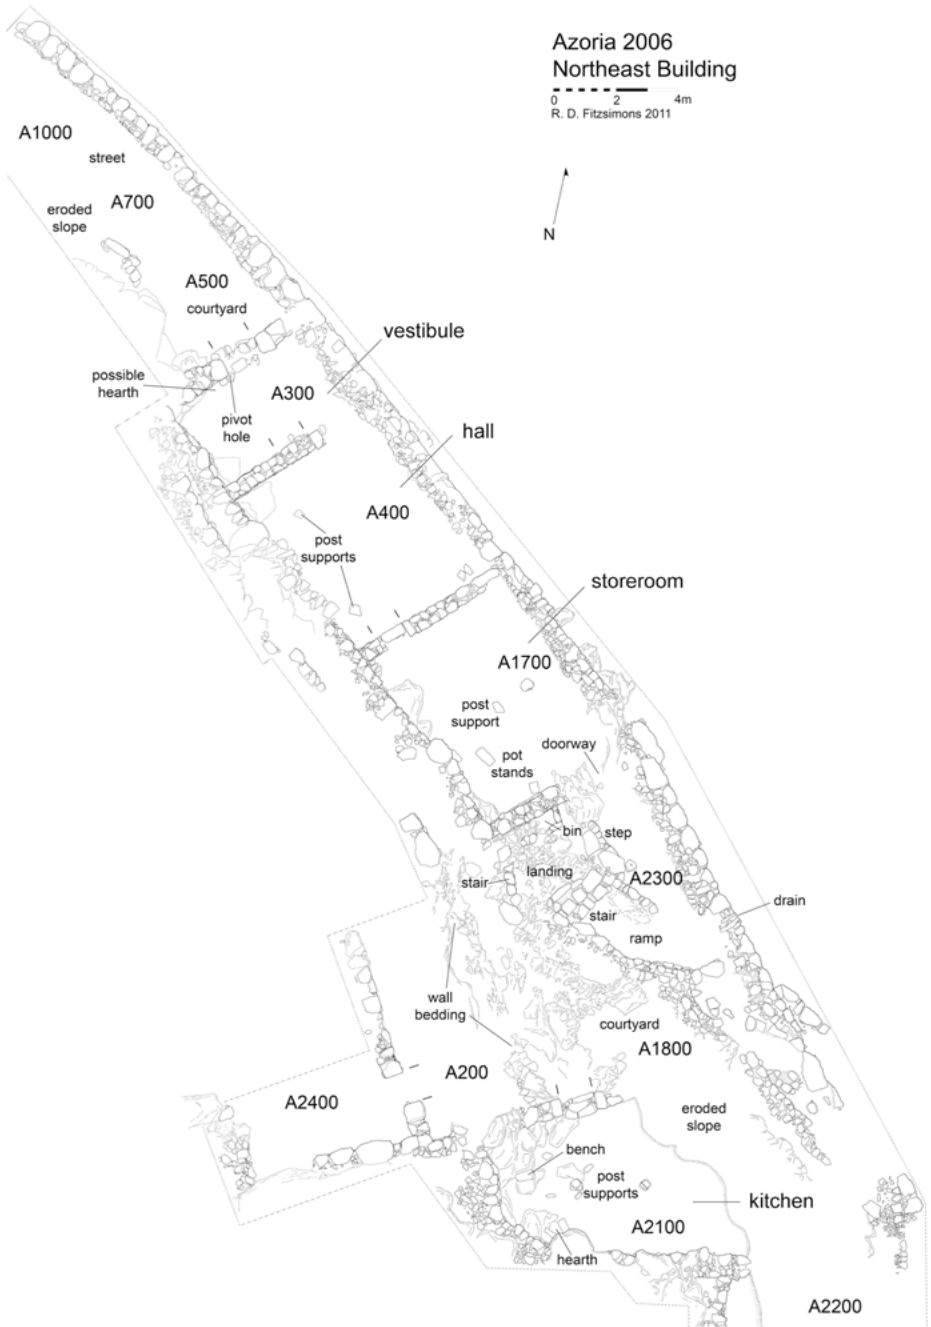 Azoria 2006
Northeast Building
0 2 4m
R. D. Fitzsimons 2011
N
A1000
street
A700
eroded
slope
A500
courtyard
vestibule
possible
hearth
A300
pivot
hole
hall
A400
post
supports
storeroom
A1700
post
support
doorway
pot
stands
bin
step
landing
A2300
stair
stair
drain
ramp
wall
bedding
courtyard
A1800
A200
A2400
eroded
slope
bench
post
supports
kitchen
A2100
hearth
A2200